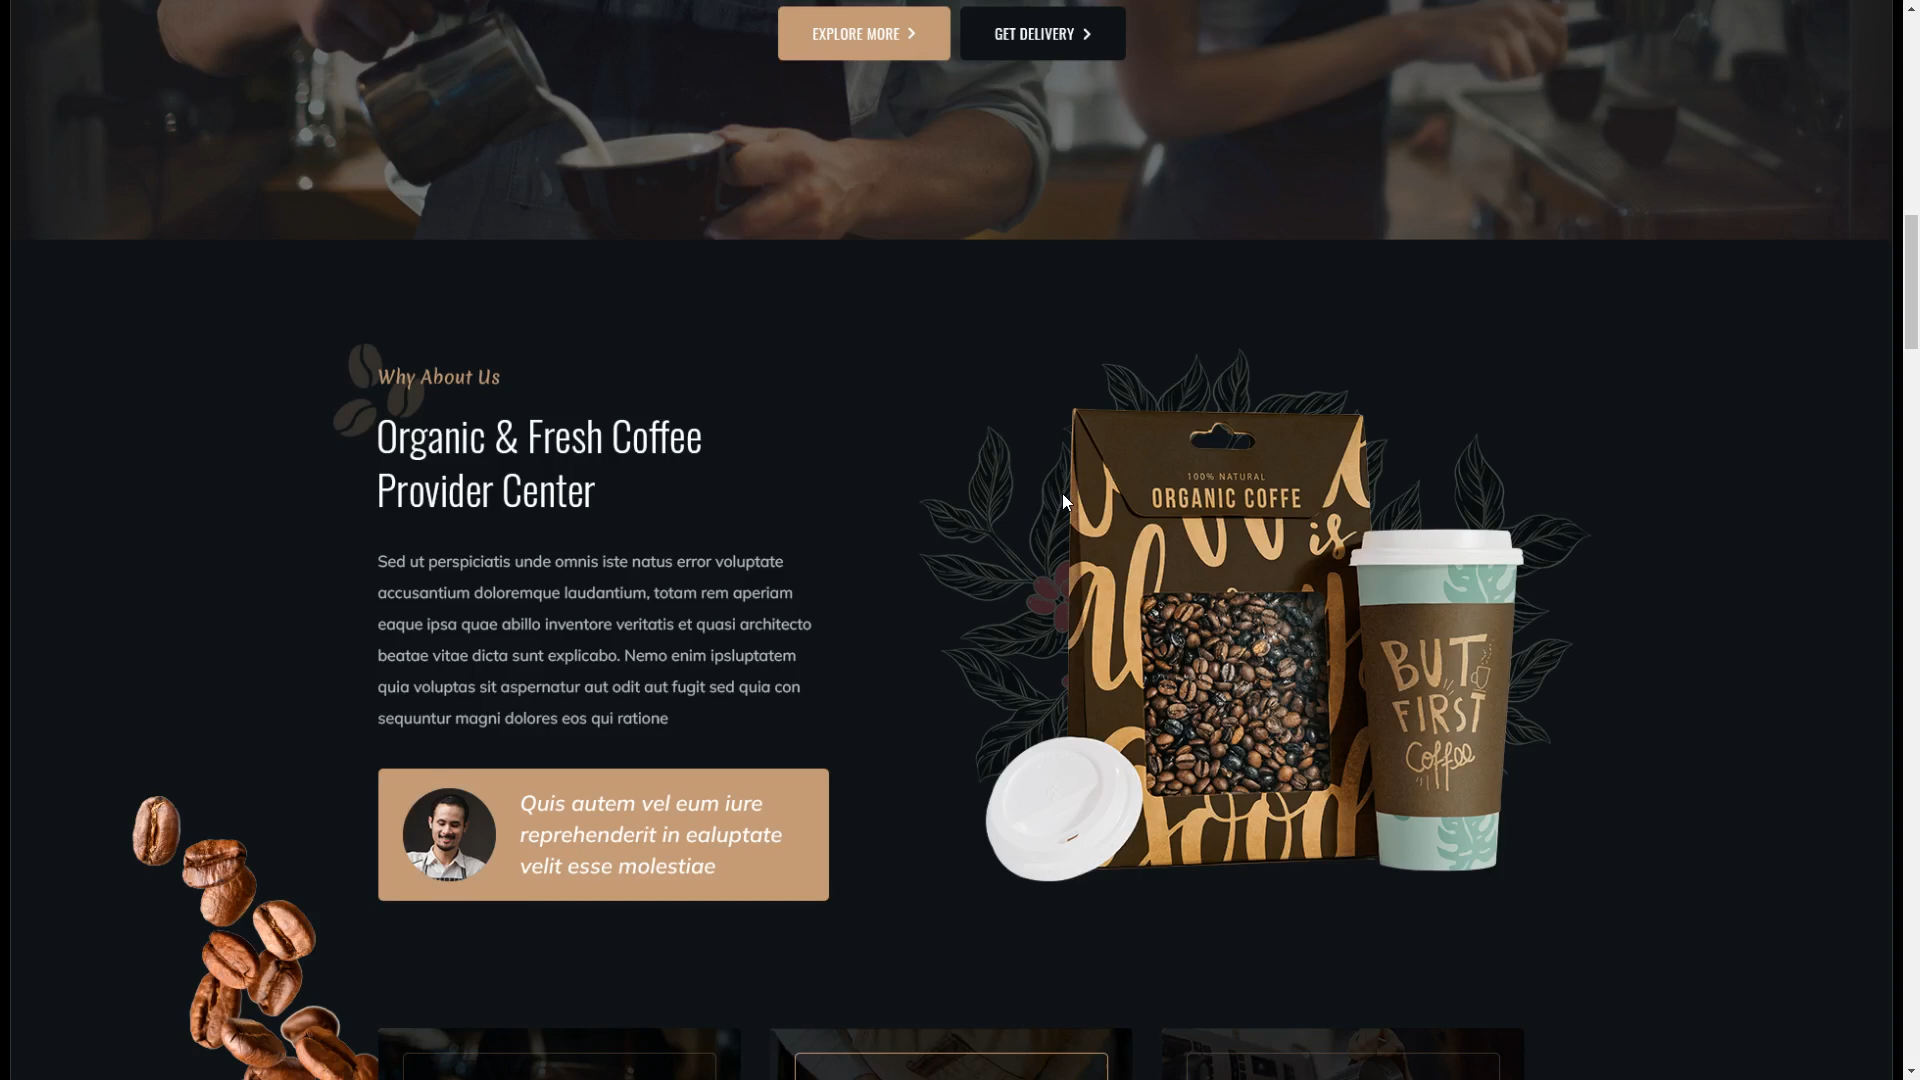 EXPLORE MORE
GET DELIVERY
Why About Us
Organic & Fresh Coffee
Provider Center
Sed ut perspiciatis unde omnis iste natus error voluptate
accusantium doloremque laudantium, totam rem aperiam
eaque ipsa quae abillo inventore veritatis et quasi architecto
beatae vitae dicta sunt explicabo. Nemo enim ipsluptatem
quia voluptas sit aspernatur aut odit aut fugit sed quia con
sequuntur magni dolores eos qui ratione
Quis autem vel eum iure
reprehenderit in ealuptate
velit esse molestiae
100% NATURAL
ORGANIC COFFE
is
good
BUT
FIRST
Coffee